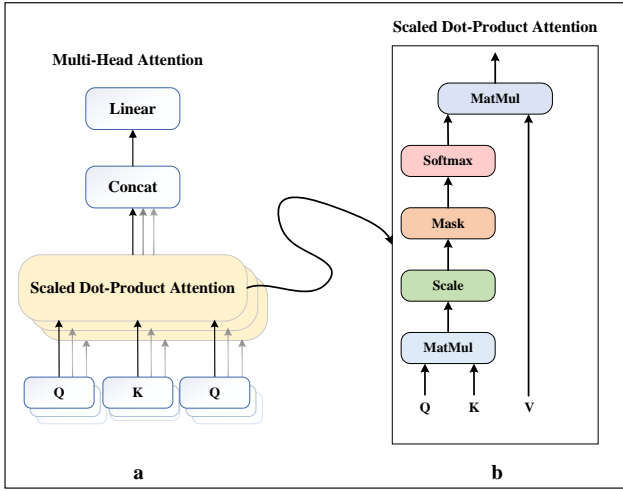 Multi-Head Attention
Linear
Concat
Scaled Dot-Product Attention
Q K Q
a
Scaled Dot-Product Attention
MatMul
Softmax
Mask
Scale
MatMul
Q K V
b